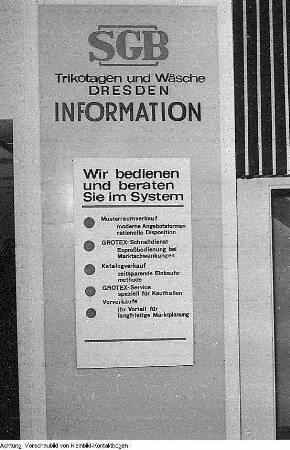 SGB
Trikotagen und Wäsche
DRESDEN
INFORMATION
Wir bedienen
und beraten
Sie im System
Musterraumverkauf
moderne Angebotsformen
rationelle Disposition
GROTEX-Schnelldienst
Expreßbedienung bei
Marktschwankungen
Katalogverkauf
zeitsparende Einkaufs-
methode
GROTEX-Service
speziell für Kaufhallen
Vorverkäufe
Ihr Vorteil für
langfristige Marktplanung
Achtung, Vorschaubild von Kleinbild-Kontaktbogen